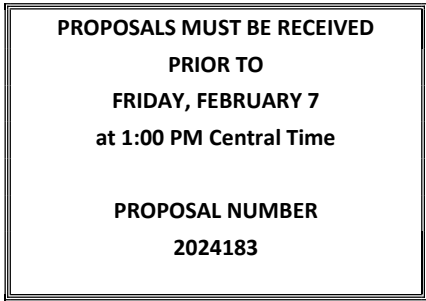 PROPOSALS MUST BE RECEIVED
PRIOR TO
FRIDAY, FEBRUARY 7
at 1:00 PM Central Time
PROPOSAL NUMBER
2024183